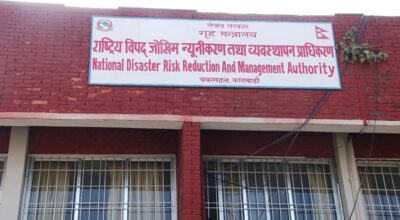 नेपाल सरकार
गृह मन्त्रालय
राष्ट्रिय विपद् जोखिम न्यूनीकरण तथा व्यवस्थापन प्राधिकरण
National Disaster Risk Reduction And Management Authority
बबरमहल, काठमाडौं